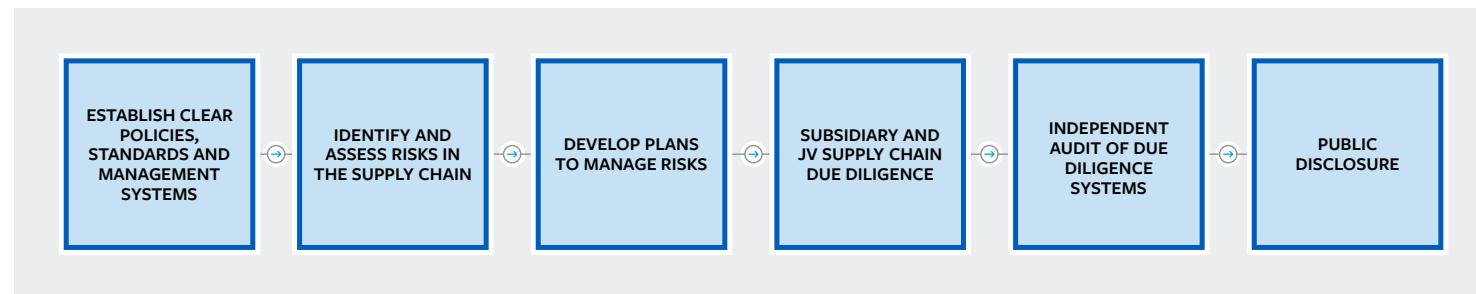 ESTABLISH CLEAR
POLICIES,
STANDARDS AND
MANAGEMENT
SYSTEMS
IDENTIFY AND
ASSESS RISKS IN
THE SUPPLY CHAIN
DEVELOP PLANS
TO MANAGE RISKS
SUBSIDIARY AND
JV SUPPLY CHAIN
DUE DILIGENCE
INDEPENDENT
AUDIT OF DUE
DILIGENCE
SYSTEMS
PUBLIC
DISCLOSURE